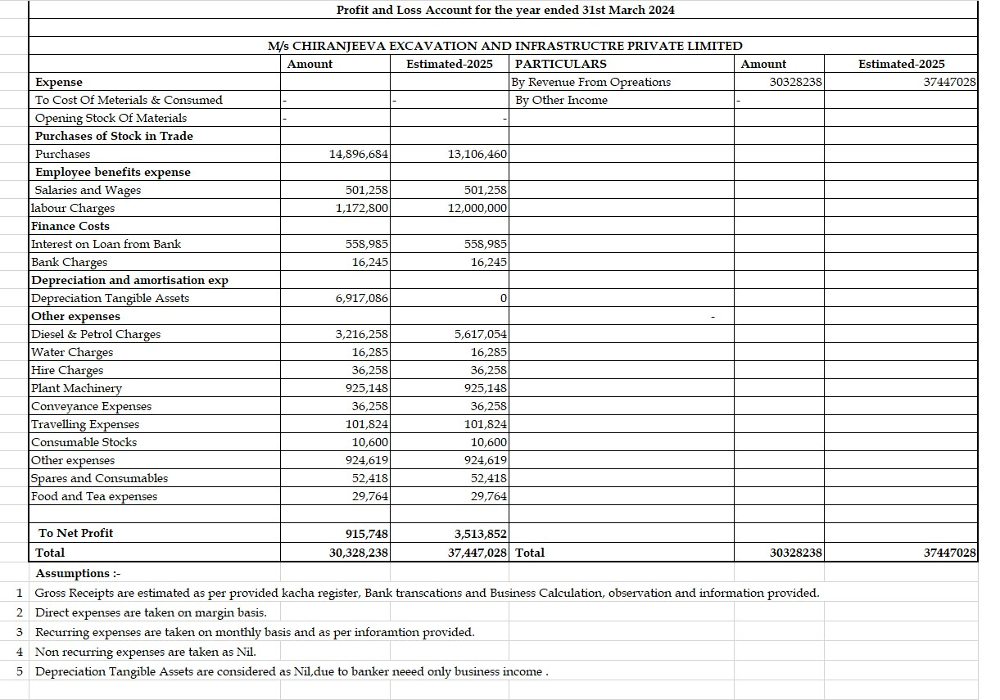 Profit and Loss Account for the year ended 31st March 2024
M/s CHIRANJEEVA EXCAVATION AND INFRASTRUCTRE PRIVATE LIMITED
Amount Estimated-2025 PARTICULARS Amount Estimated-2025
Expense By Revenue From Opreations 30328238 37447028
To Cost Of Meterials & Consumed - - By Other Income -
Opening Stock Of Materials - -
Purchases of Stock in Trade
Purchases 14,896,684 13,106,460
Employee benefits expense
Salaries and Wages 501,258 501,258
labour Charges 1,172,800 12,000,000
Finance Costs
Interest on Loan from Bank 558,985 558,985
Bank Charges 16,245 16,245
Depreciation and amortisation exp
Depreciation Tangible Assets 6,917,086 0
Other expenses -
Diesel & Petrol Charges 3,216,258 5,617,054
Water Charges 16,285 16,285
Hire Charges 36,258 36,258
Plant Machinery 925,148 925,148
Conveyance Expenses 36,258 36,258
Travelling Expenses 101,824 101,824
Consumable Stocks 10,600 10,600
Other expenses 924,619 924,619
Spares and Consumables 52,418 52,418
Food and Tea expenses 29,764 29,764
To Net Profit 915,748 3,513,852
Total 30,328,238 37,447,028 Total 30328238 37447028
Assumptions :-
1 Gross Receipts are estimated as per provided kacha register, Bank transcations and Business Calculation, observation and information provided.
2 Direct expenses are taken on margin basis.
3 Recurring expenses are taken on monthly basis and as per inforamtion provided.
4 Non recurring expenses are taken as Nil.
5 Depreciation Tangible Assets are considered as Nil,due to banker neeed only business income .